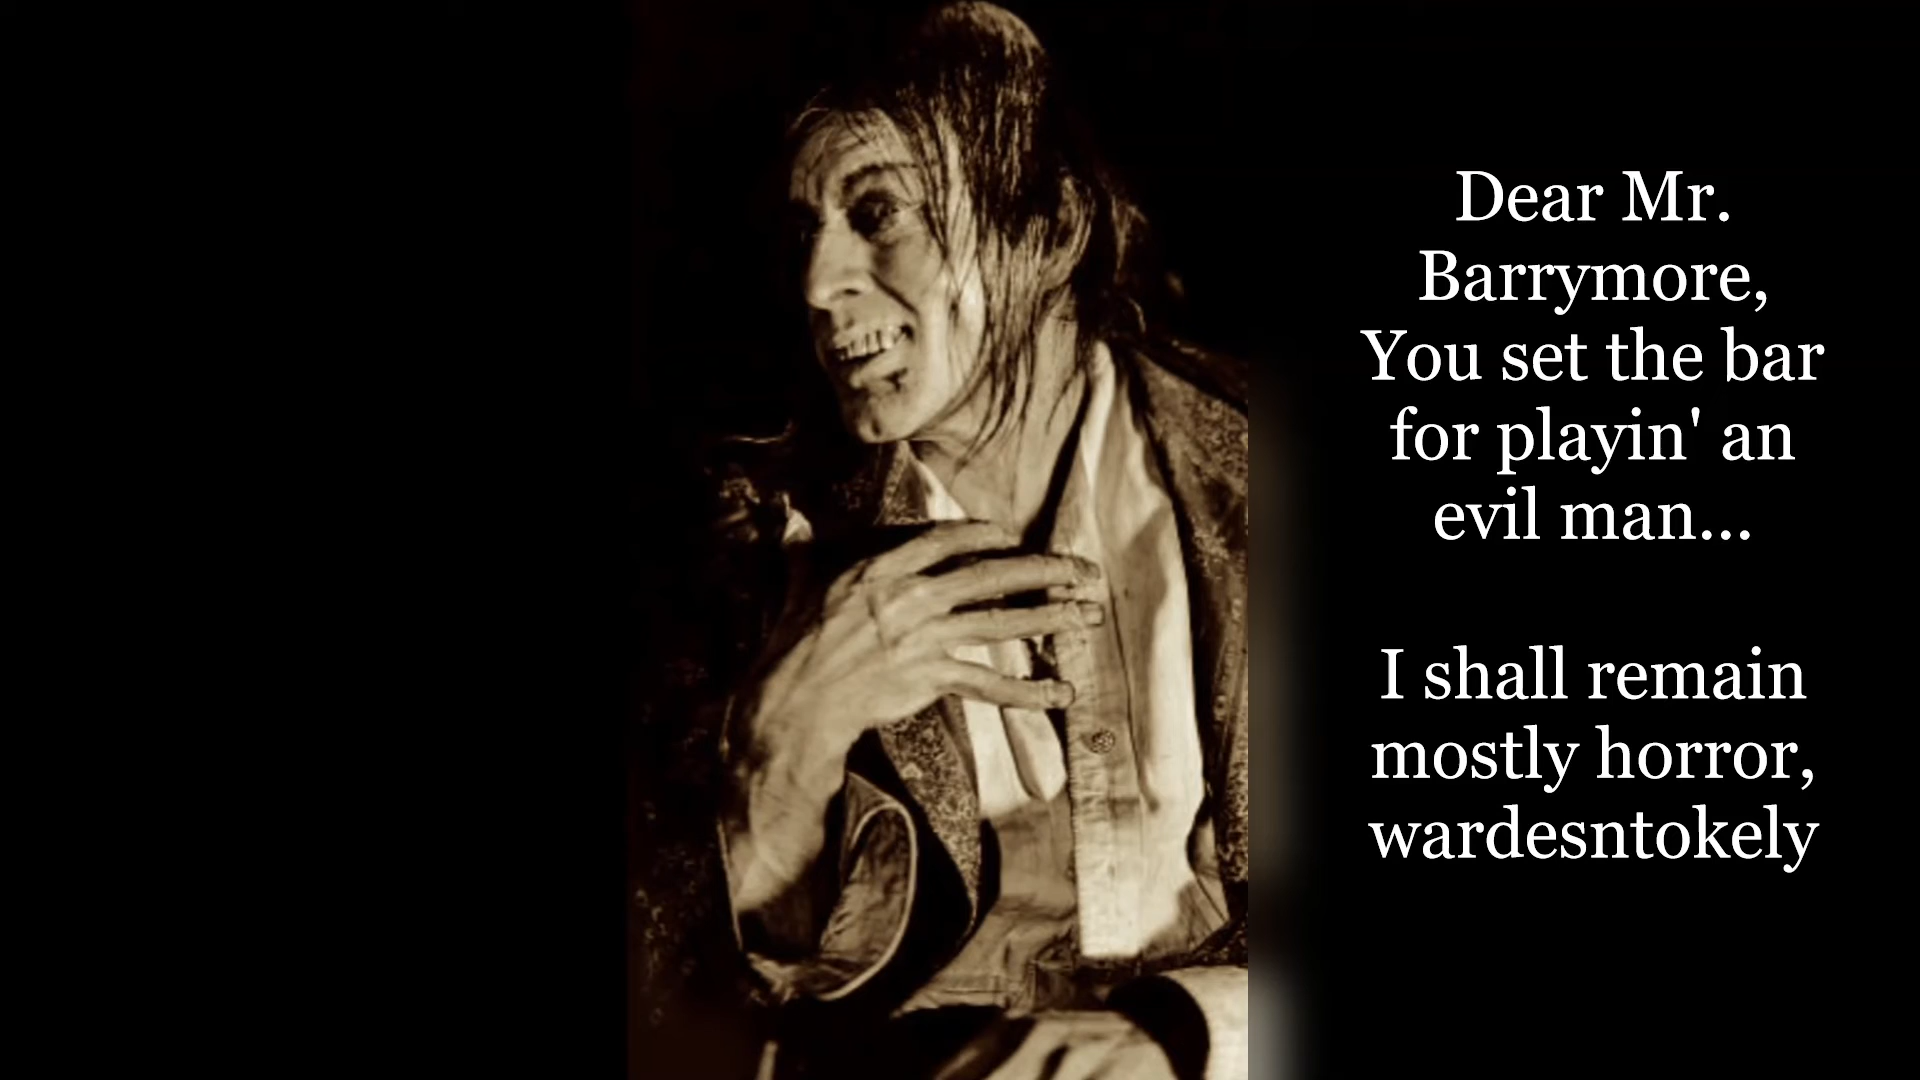 Dear Mr.
Barrymore,
You set the bar
for playin' an
evil man...
I shall remain
mostly horror,
wardesntokely